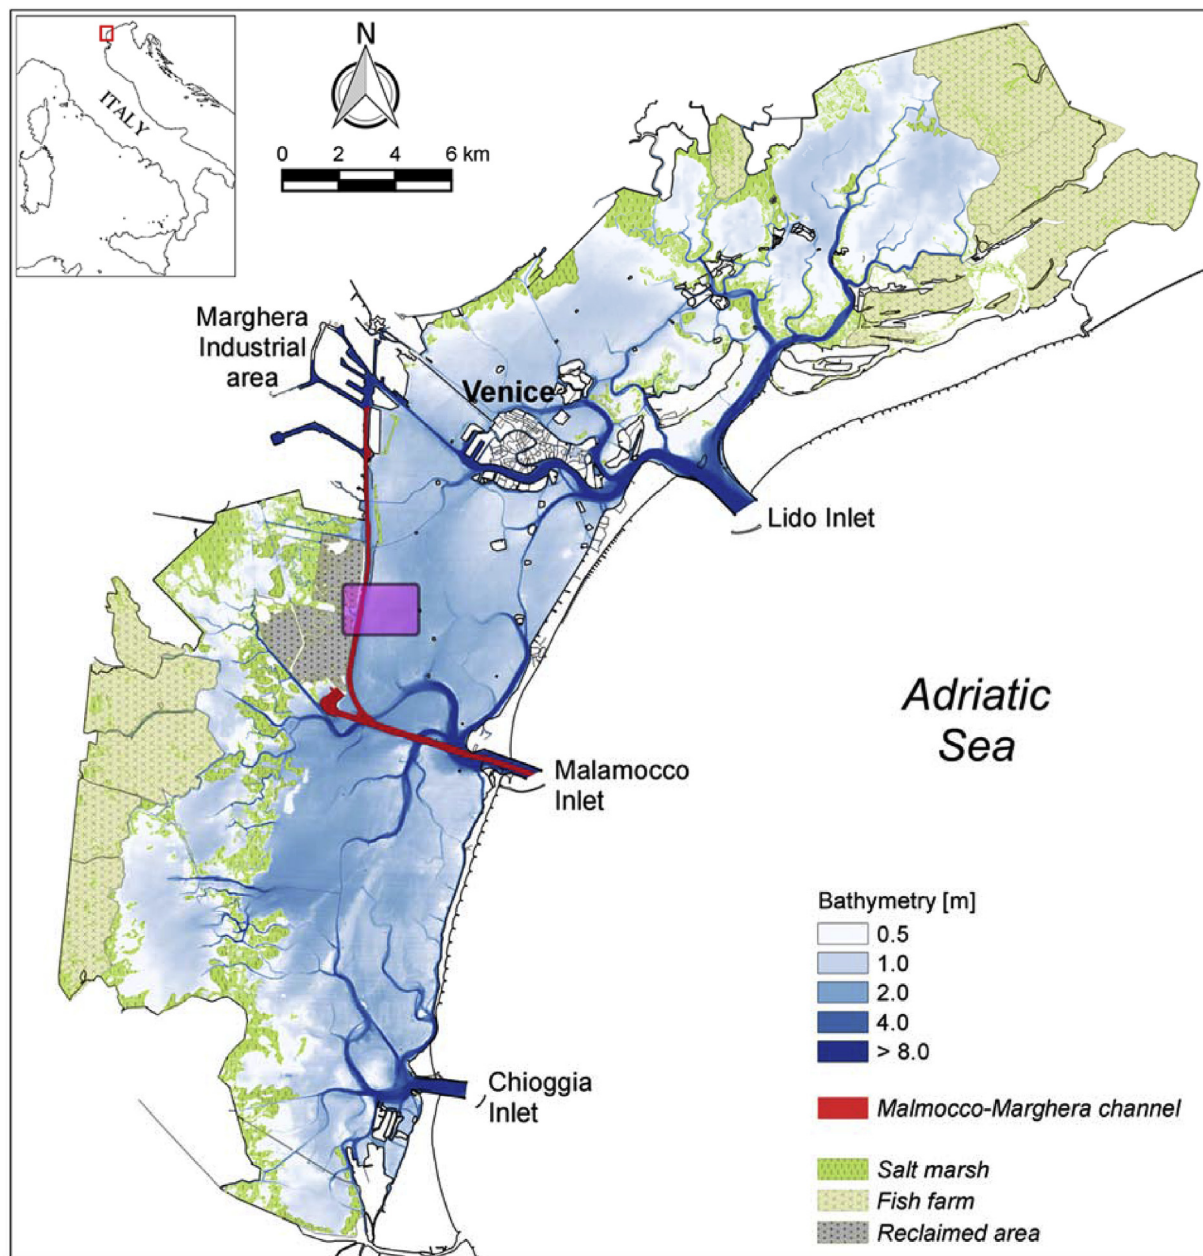 ITALY
N
0 2 4 6 km
Marghera
Industrial
area
Venice
Lido Inlet
Adriatic
Sea
Malamocco
Inlet
Chioggia
Inlet
Bathymetry [m]
0.5
1.0
2.0
4.0
> 8.0
Malmocco-Marghera channel
Salt marsh
Fish farm
Reclaimed area